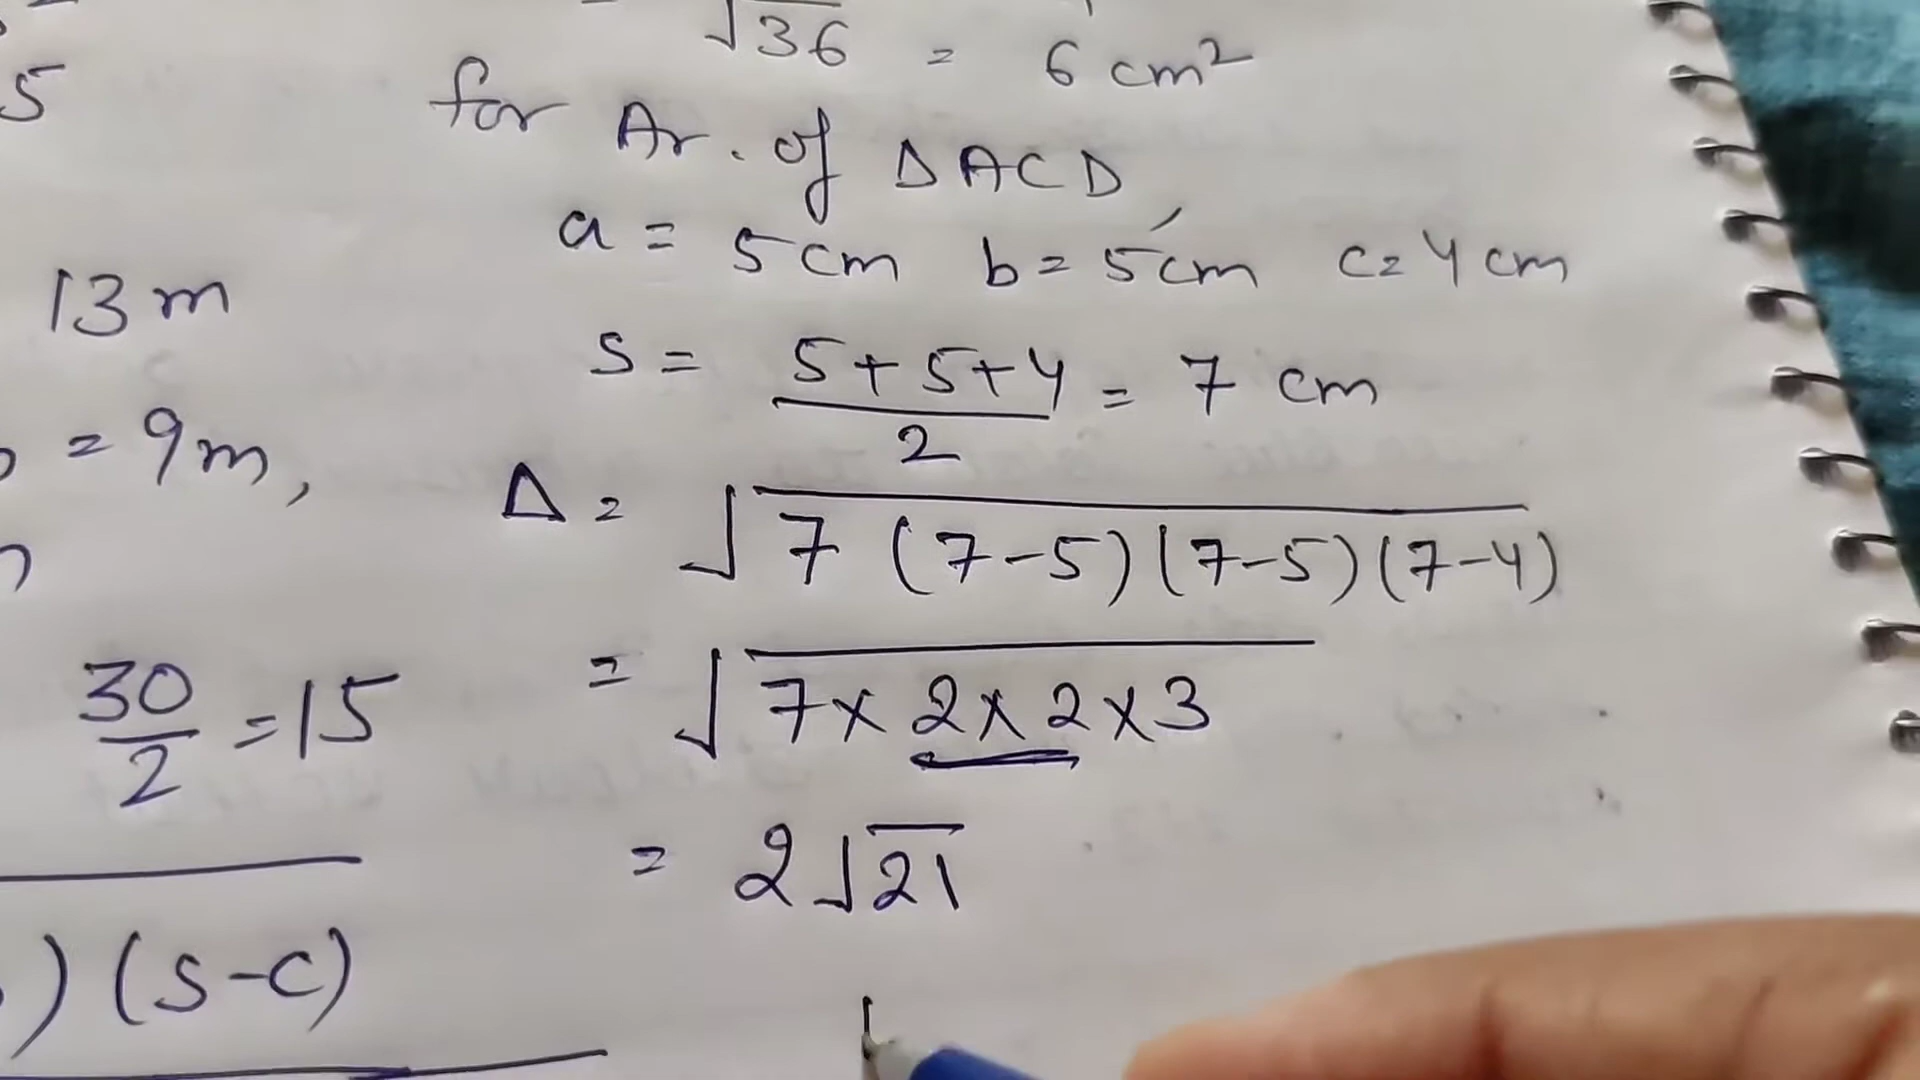 5
13 m
= 9m,
30/2 = 15
) (s-c)
√36 = 6 cm²
for Ar. of Δ ACD,
a = 5 cm b = 5 cm c = 4 cm
S = (5+5+4)/2 = 7 cm
Δ = √7 (7-5) (7-5) (7-4)
= √7 × 2 × 2 × 3
= 2√21